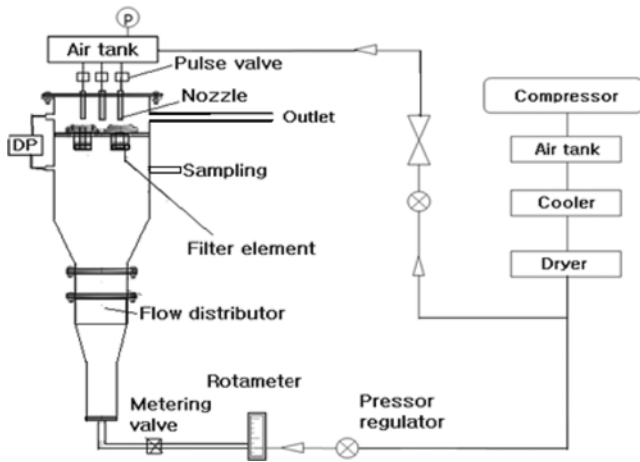 P
Air tank
Pulse valve
Nozzle
Compressor
Outlet
DP
Air tank
Sampling
Cooler
Filter element
Dryer
Flow distributor
Rotameter
Metering
valve
Pressor
regulator